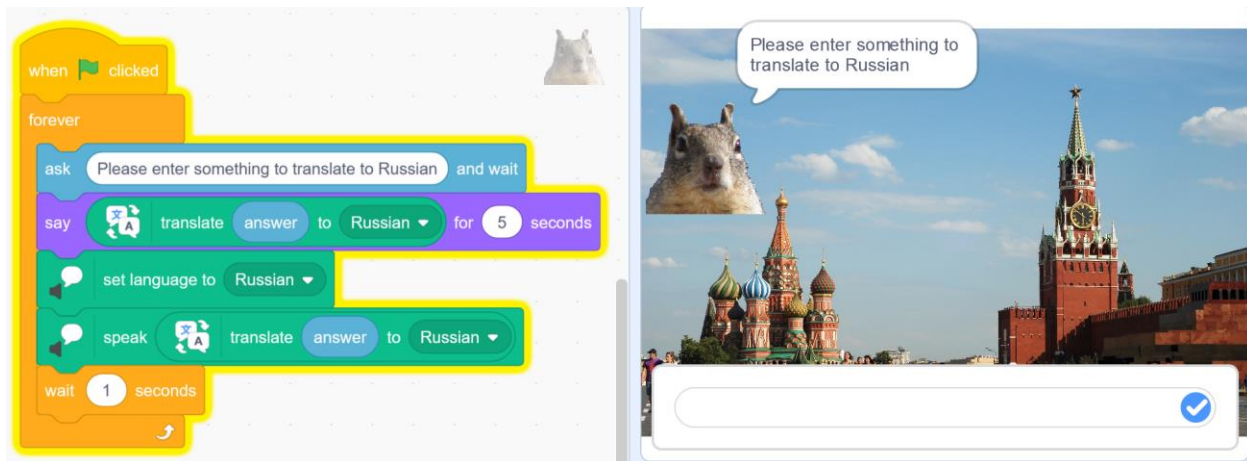 when clicked
forever
ask Please enter something to translate to Russian and wait
say translate answer to Russian for 5 seconds
set language to Russian
speak translate answer to Russian
wait 1 seconds
Please enter something to
translate to Russian